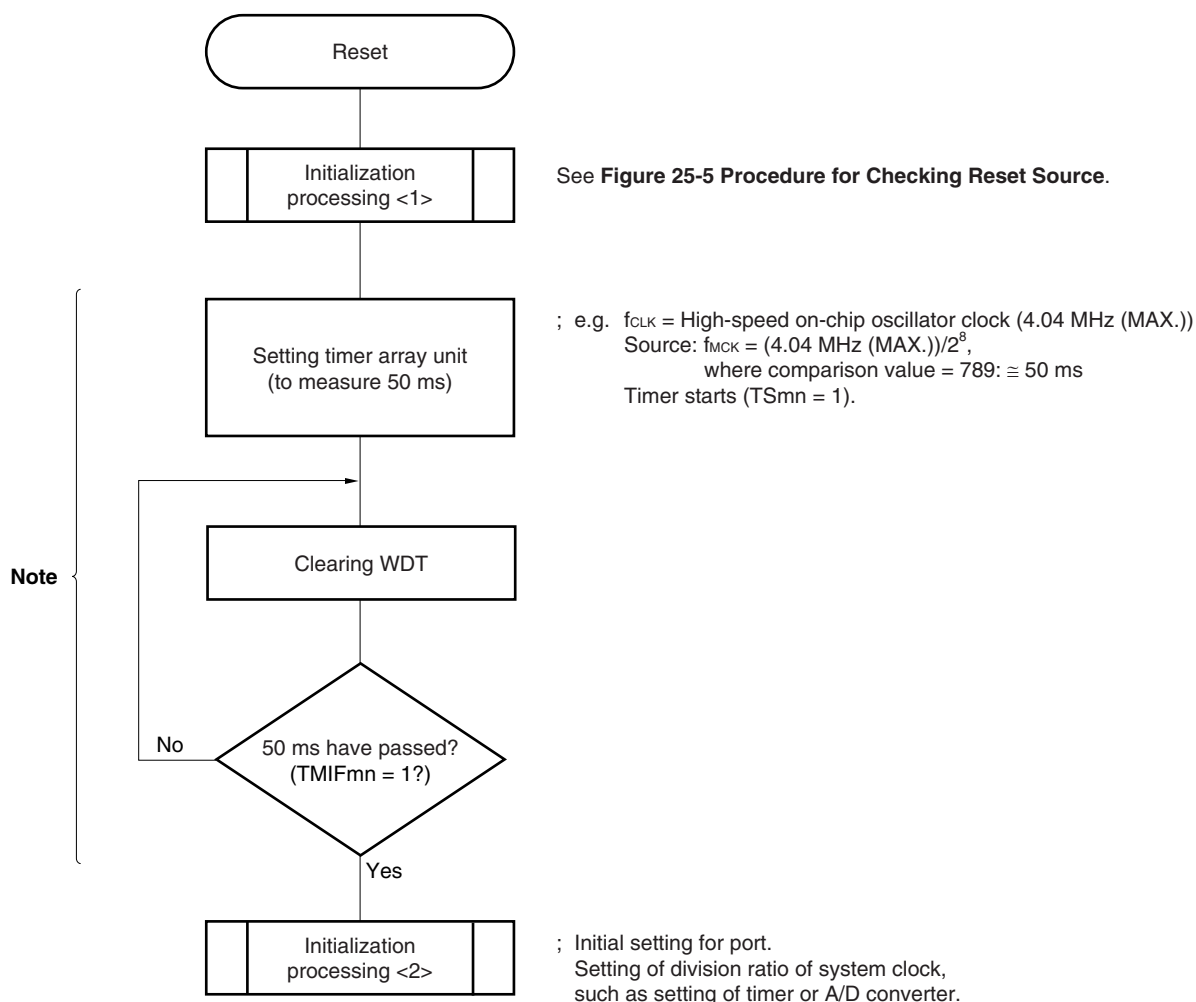 Reset
Initialization
processing <1>
See Figure 25-5 Procedure for Checking Reset Source.
Setting timer array unit
(to measure 50 ms)
; e.g. fCLK = High-speed on-chip oscillator clock (4.04 MHz (MAX.))
Source: fMCK = (4.04 MHz (MAX.))/2⁸,
where comparison value = 789: ≅ 50 ms
Timer starts (TSmn = 1).
Note
Clearing WDT
No
50 ms have passed?
(TMIFmn = 1?)
Yes
Initialization
processing <2>
; Initial setting for port.
Setting of division ratio of system clock,
such as setting of timer or A/D converter.